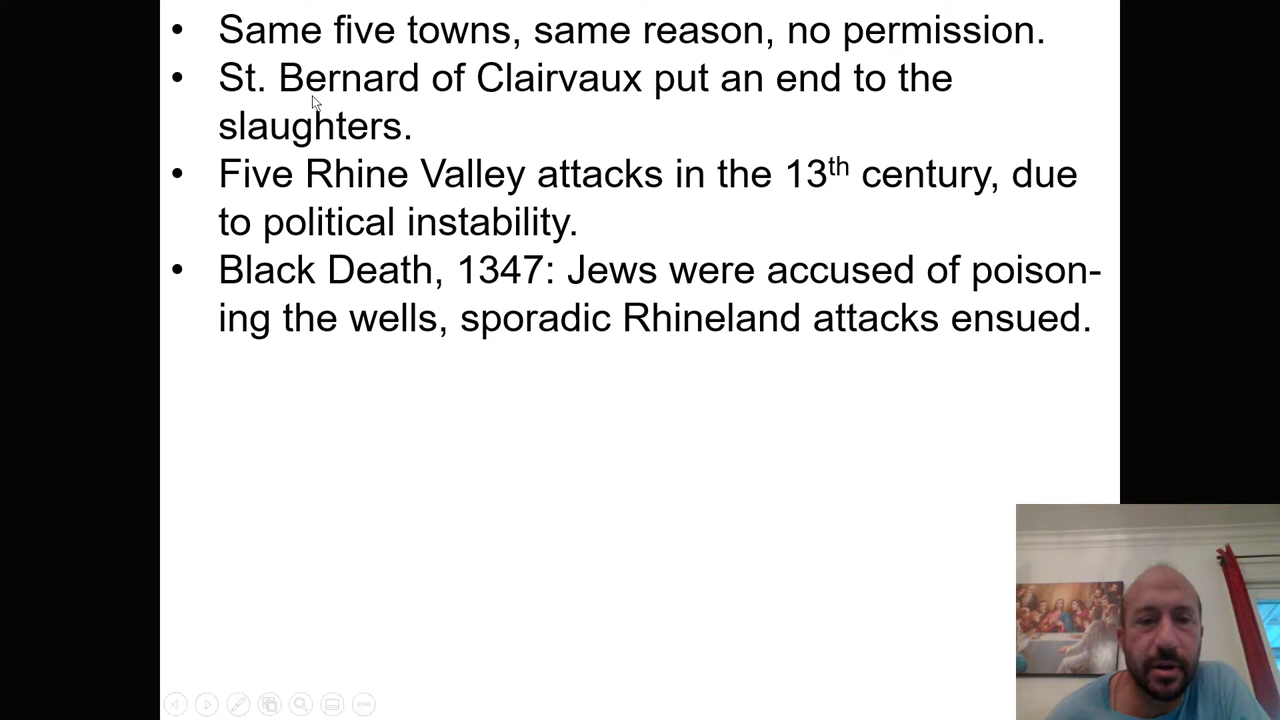 • Same five towns, same reason, no permission.
• St. Bernard of Clairvaux put an end to the
slaughters.
• Five Rhine Valley attacks in the 13th century, due
to political instability.
• Black Death, 1347: Jews were accused of poison-
ing the wells, sporadic Rhineland attacks ensued.